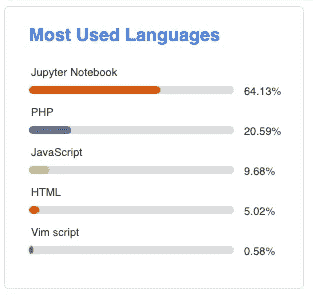 Most Used Languages
Jupyter Notebook
64.13%
PHP
20.59%
JavaScript
9.68%
HTML
5.02%
Vim script
0.58%